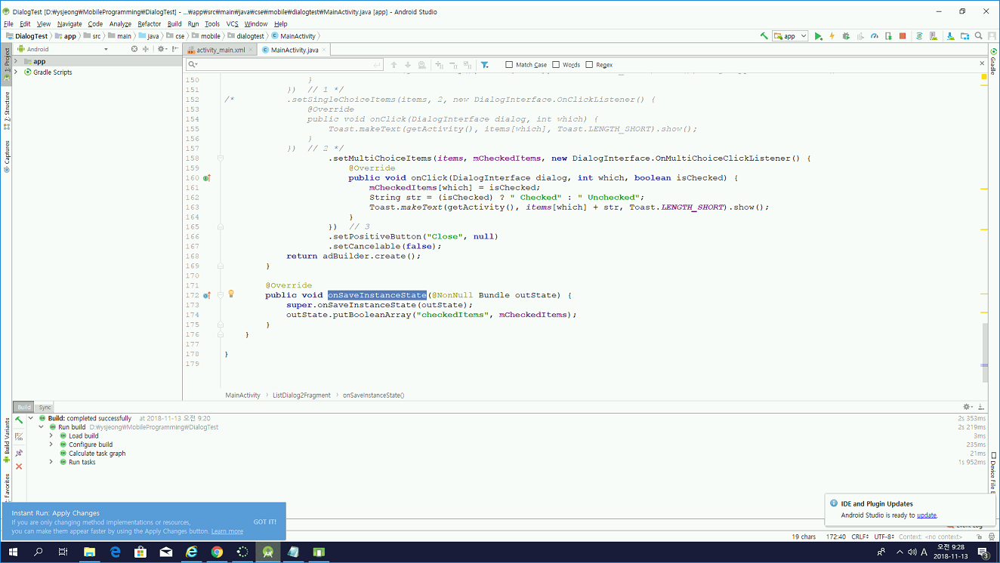 DialogTest [D:₩ysjeong₩MobileProgramming₩DialogTest] - ...₩app₩src₩main₩java₩cse₩mobile₩dialogtest₩MainActivity.java [app] - Android Studio
File Edit View Navigate Code Analyze Refactor Build Run Tools VCS Window Help
DialogTest app src main java cse mobile dialogtest MainActivity
app
Android
activity_main.xml MainActivity.java
app
Gradle Scripts
Match Case Words Regex
1: Project
7: Structure
Captures
Build Variants
Favorites
Gradle
150 }
151 }) // 1 */
152 /* .setSingleChoiceItems(items, 2, new DialogInterface.OnClickListener() {
153 @Override
154 public void onClick(DialogInterface dialog, int which) {
155 Toast.makeText(getActivity(), items[which], Toast.LENGTH_SHORT).show();
156 }
157 }) // 2 */
158 .setMultiChoiceItems(items, mCheckedItems, new DialogInterface.OnMultiChoiceClickListener() {
159 @Override
160 public void onClick(DialogInterface dialog, int which, boolean isChecked) {
161 mCheckedItems[which] = isChecked;
162 String str = (isChecked) ? " Checked" : " Unchecked";
163 Toast.makeText(getActivity(), items[which] + str, Toast.LENGTH_SHORT).show();
164 }
165 }) // 3
166 .setPositiveButton("Close", null)
167 .setCancelable(false);
168 return adBuilder.create();
169 }
170
171 @Override
172 public void onSaveInstanceState(@NonNull Bundle outState) {
173 super.onSaveInstanceState(outState);
174 outState.putBooleanArray("checkedItems", mCheckedItems);
175 }
176 }
177
178 }
179
MainActivity › ListDialog2Fragment › onSaveInstanceState()
Build Sync
Build: completed successfully at 2018-11-13 오전 9:20 2s 353ms
Run build D:₩ysjeong₩MobileProgramming₩DialogTest 2s 219ms
Load build 3ms
Configure build 235ms
Calculate task graph 21ms
Run tasks 1s 952ms
Device File E
Instant Run: Apply Changes
If you are only changing method implementations or resources,
you can make them appear faster by using the Apply Changes button. Learn more
GOT IT!
IDE and Plugin Updates
Android Studio is ready to update.
Event Log
19 chars 172:40 CRLF UTF-8 Context: <no context>
A 오전 9:28
2018-11-13
3